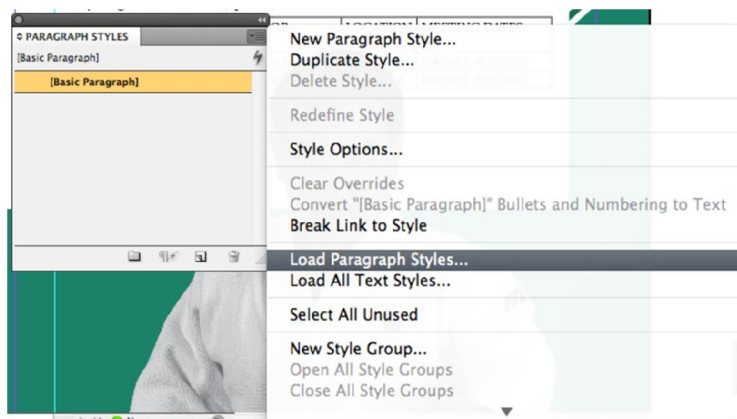 LOCATION MEETING DATES
PARAGRAPH STYLES
[Basic Paragraph]
[Basic Paragraph]
New Paragraph Style...
Duplicate Style...
Delete Style...
Redefine Style
Style Options...
Clear Overrides
Convert "[Basic Paragraph]" Bullets and Numbering to Text
Break Link to Style
Load Paragraph Styles...
Load All Text Styles...
Select All Unused
New Style Group...
Open All Style Groups
Close All Style Groups